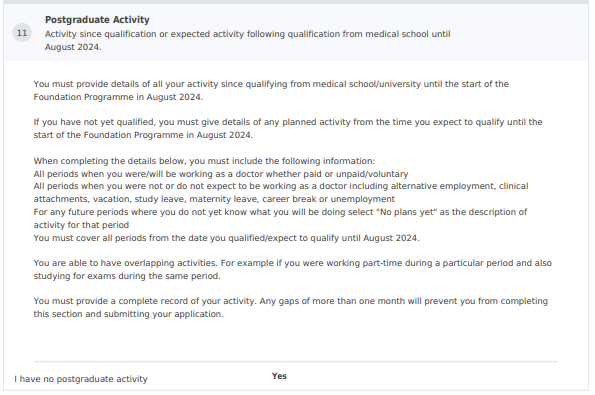 Postgraduate Activity
11
Activity since qualification or expected activity following qualification from medical school until
August 2024.
You must provide details of all your activity since qualifying from medical school/university until the start of the
Foundation Programme in August 2024.
If you have not yet qualified, you must give details of any planned activity from the time you expect to qualify until the
start of the Foundation Programme in August 2024.
When completing the details below, you must include the following information:
All periods when you were/will be working as a doctor whether paid or unpaid/voluntary
All periods when you were not or do not expect to be working as a doctor including alternative employment, clinical
attachments, vacation, study leave, maternity leave, career break or unemployment
For any future periods where you do not yet know what you will be doing select "No plans yet" as the description of
activity for that period
You must cover all periods from the date you qualified/expect to qualify until August 2024.
You are able to have overlapping activities. For example if you were working part-time during a particular period and also
studying for exams during the same period.
You must provide a complete record of your activity. Any gaps of more than one month will prevent you from completing
this section and submitting your application.
I have no postgraduate activity Yes